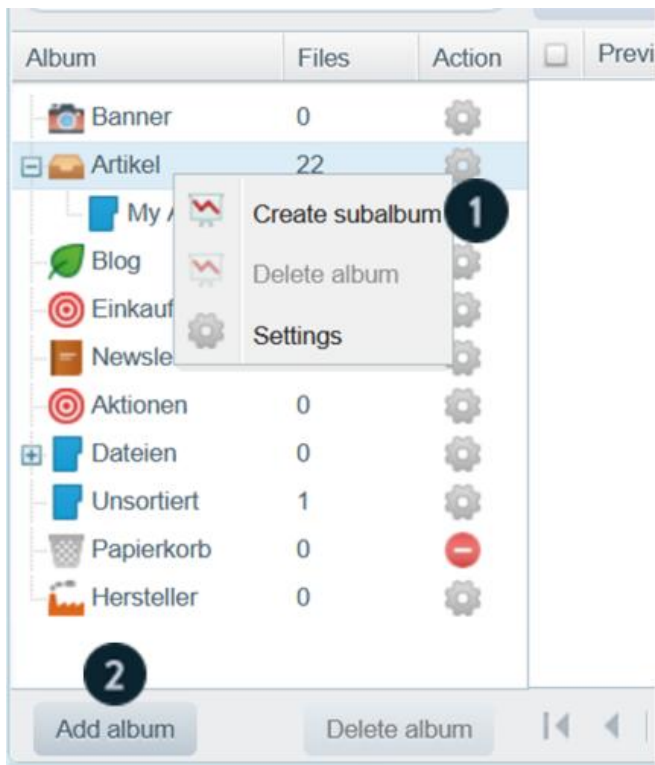 Album Files Action Previ
Banner 0
Artikel 22
My A
Create subalbum 1
Blog
Delete album
Einkauf
Settings
Newsle
Aktionen 0
Dateien 0
Unsortiert 1
Papierkorb 0
Hersteller 0
2
Add album Delete album